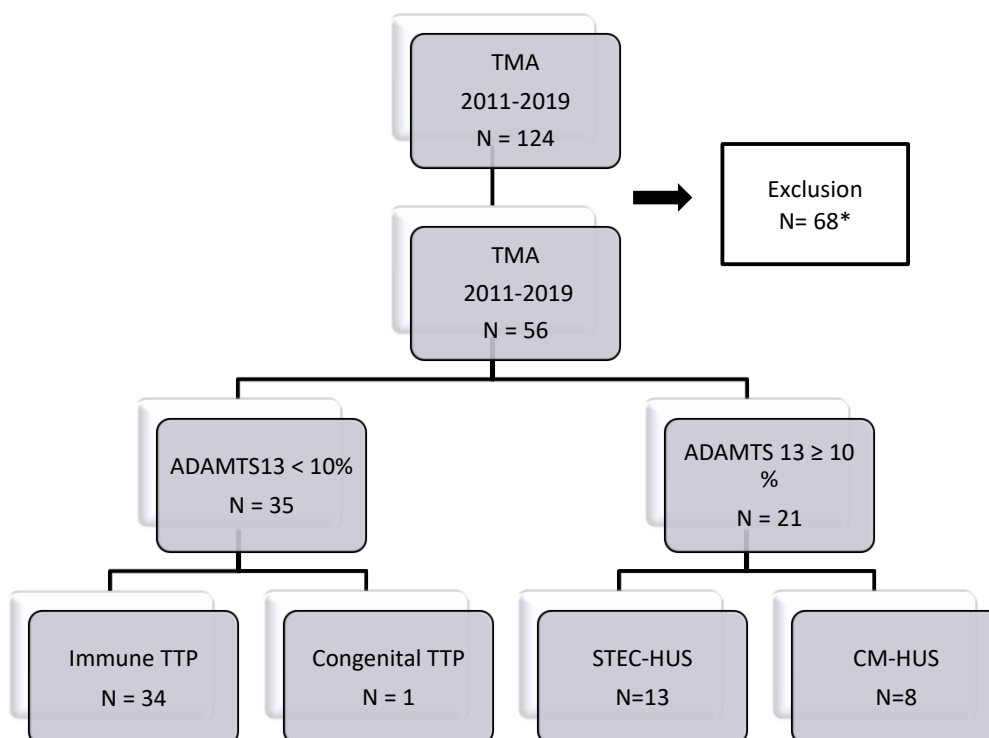 TMA
2011-2019
N = 124
Exclusion
N= 68*
TMA
2011-2019
N = 56
ADAMTS13 < 10%
N = 35
ADAMTS 13 ≥ 10
%
N = 21
Immune TTP
N = 34
Congenital TTP
N = 1
STEC-HUS
N=13
CM-HUS
N=8